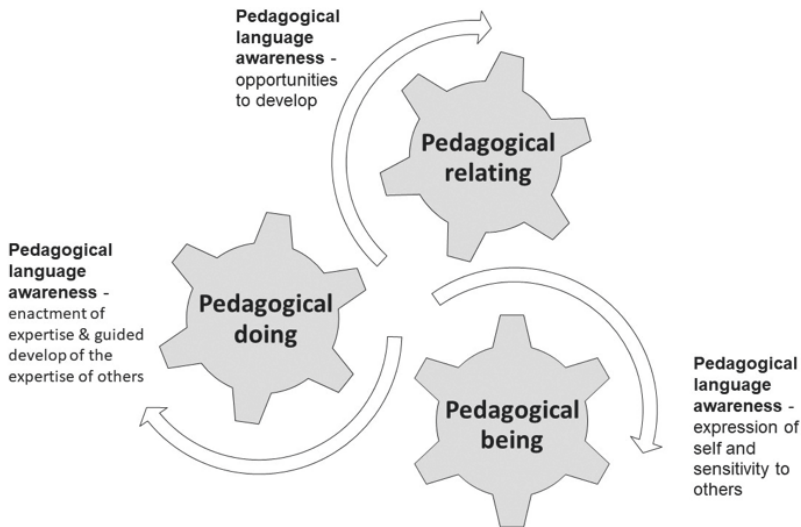 Pedagogical
language
awareness -
opportunities
to develop
Pedagogical
relating
Pedagogical
language
awareness -
enactment of
expertise & guided
develop of the
expertise of others
Pedagogical
doing
Pedagogical
being
Pedagogical
language
awareness -
expression of
self and
sensitivity to
others